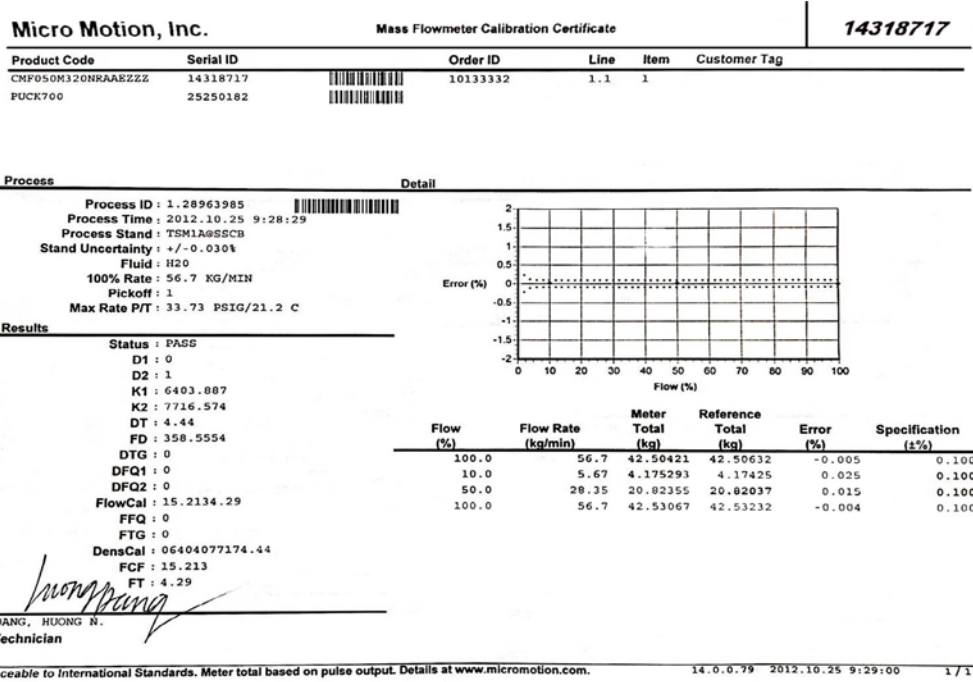 Micro Motion, Inc.
Mass Flowmeter Calibration Certificate
14318717
Product Code Serial ID Order ID Line Item Customer Tag
CMF050M320NRAAEZZZ 14318717 10133332 1.1 1
PUCK700 25250182
Process
Process ID : 1.28963985
Process Time : 2012.10.25 9:28:29
Process Stand : TSM1A@SSCB
Stand Uncertainty : +/-0.030%
Fluid : H20
100% Rate : 56.7 KG/MIN
Pickoff : 1
Max Rate P/T : 33.73 PSIG/21.2 C
Results
Status : PASS
D1 : 0
D2 : 1
K1 : 6403.887
K2 : 7716.574
DT : 4.44
FD : 358.5554
DTG : 0
DFQ1 : 0
DFQ2 : 0
FlowCal : 15.2134.29
FFQ : 0
FTG : 0
DensCal : 06404077174.44
FCF : 15.213
FT : 4.29
DANG, HUONG N.
Technician
Detail
2
1.5
1
0.5
Error (%) 0
-0.5
-1
-1.5
-2
0 10 20 30 40 50 60 70 80 90 100
Flow (%)
Flow (%) Flow Rate (kg/min) Meter Total (kg) Reference Total (kg) Error (%) Specification (±%)
100.0 56.7 42.50421 42.50632 -0.005 0.100
10.0 5.67 4.175293 4.17425 0.025 0.100
50.0 28.35 20.82355 20.82037 0.015 0.100
100.0 56.7 42.53067 42.53232 -0.004 0.100
ceable to International Standards. Meter total based on pulse output. Details at www.micromotion.com. 14.0.0.79 2012.10.25 9:29:00 1/1